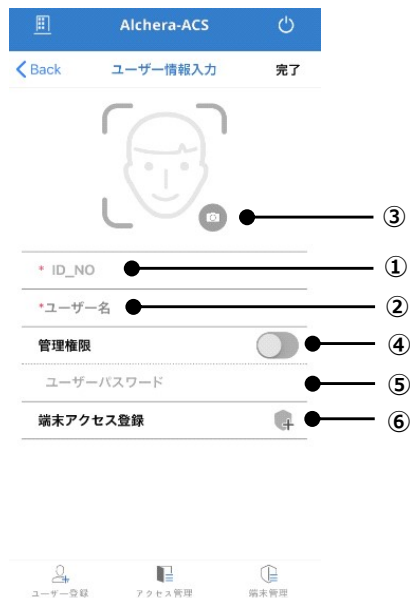 Alchera-ACS
Back ユーザー情報入力 完了
③
* ID_NO ①
*ユーザー名 ②
管理権限 ④
ユーザーパスワード ⑤
端末アクセス登録 ⑥
ユーザー登録 アクセス管理 端末管理